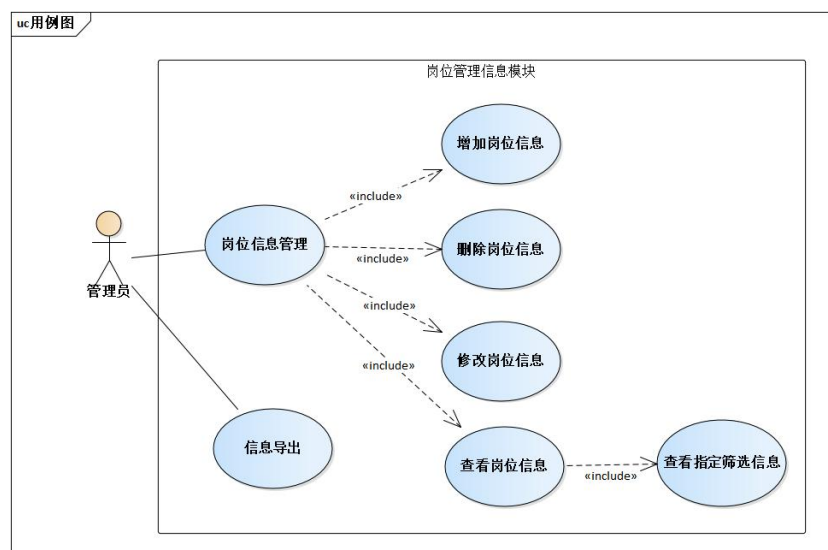 uc用例图
岗位管理信息模块
增加岗位信息
«include»
岗位信息管理
删除岗位信息
«include»
管理员
«include»
修改岗位信息
«include»
信息导出
查看岗位信息
查看指定筛选信息
«include»